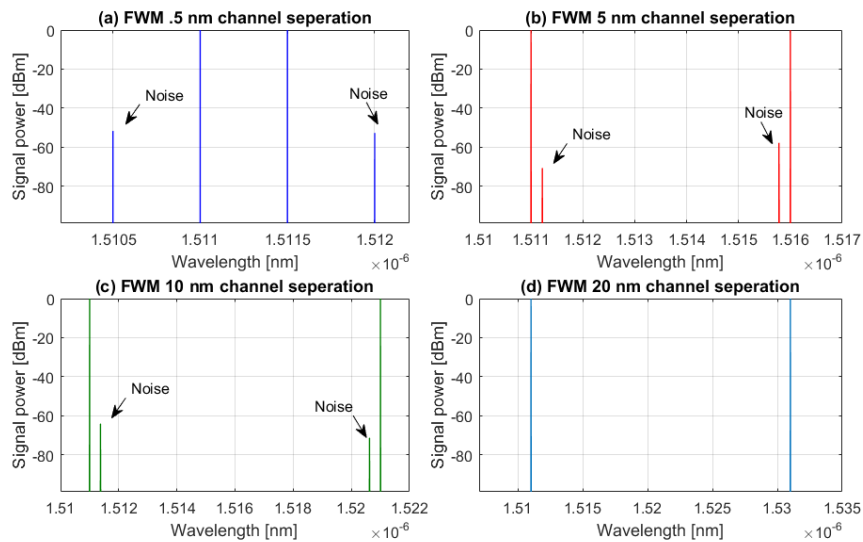 (a) FWM .5 nm channel seperation
0
-20
-40
-60
-80
Signal power [dBm]
Noise
Noise
1.5105 1.511 1.5115 1.512
Wavelength [nm]
×10-6
(b) FWM 5 nm channel seperation
0
-20
-40
-60
-80
Signal power [dBm]
Noise
Noise
1.51 1.511 1.512 1.513 1.514 1.515 1.516 1.517
Wavelength [nm]
×10-6
(c) FWM 10 nm channel seperation
0
-20
-40
-60
-80
Signal power [dBm]
Noise
Noise
1.51 1.512 1.514 1.516 1.518 1.52 1.522
Wavelength [nm]
×10-6
(d) FWM 20 nm channel seperation
0
-20
-40
-60
-80
Signal power [dBm]
1.51 1.515 1.52 1.525 1.53 1.535
Wavelength [nm]
×10-6